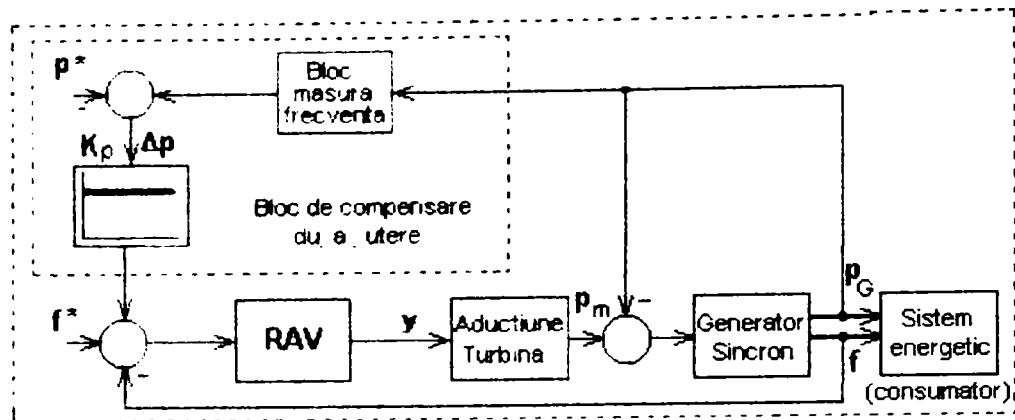 p*
Bloc
masura
frecventa
Kp Δp
Bloc de compensare
f*
RAV
y
Aductiune
Turbina
pm
Generator
Sincron
pG
f
Sistem
energetic
(consumator)